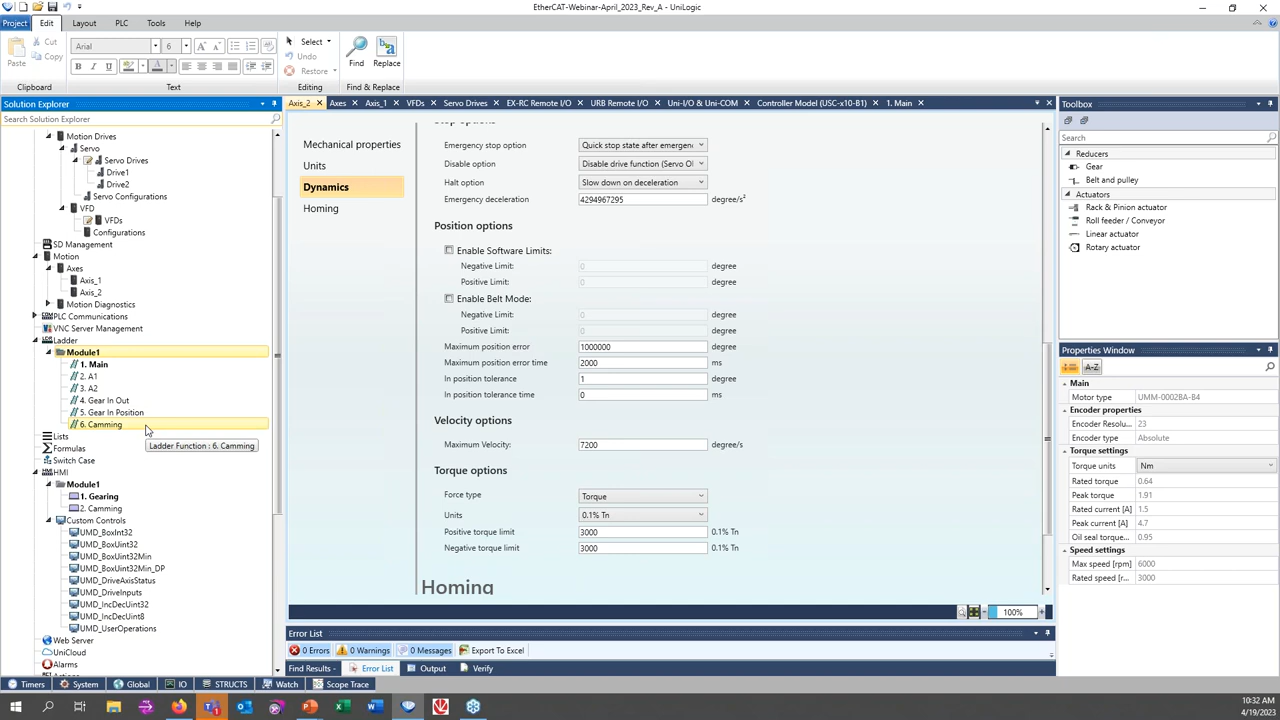 EtherCAT-Webinar-April_2023_Rev_A - UniLogic
Project Edit Layout PLC Tools Help
Paste Cut Copy
Arial 6
Select Undo Restore
Find Replace
Clipboard Text Editing Find & Replace
Solution Explorer
Search Solution Explorer
Motion Drives
Servo
Servo Drives
Drive1
Drive2
Servo Configurations
VFD
VFDs
Configurations
SD Management
Motion
Axes
Axis_1
Axis_2
Motion Diagnostics
PLC Communications
VNC Server Management
Ladder
Module1
1. Main
2. A1
3. A2
4. Gear In Out
5. Gear In Position
6. Camming
Ladder Function : 6. Camming
Lists
Formulas
Switch Case
HMI
Module1
1. Gearing
2. Camming
Custom Controls
UMD_BoxInt32
UMD_BoxUint32
UMD_BoxUint32Min
UMD_BoxUint32Min_DP
UMD_DriveAxisStatus
UMD_DriveInputs
UMD_IncDecUint32
UMD_IncDecUint8
UMD_UserOperations
Web Server
UniCloud
Alarms
Axis_2 Axes Axis_1 VFDs Servo Drives EX-RC Remote I/O URB Remote I/O Uni-I/O & Uni-COM Controller Model (USC-x10-B1) 1. Main
Mechanical properties
Units
Dynamics
Homing
Stop Options
Emergency stop option Quick stop state after emergen
Disable option Disable drive function (Servo O
Halt option Slow down on deceleration
Emergency deceleration 4294967295 degree/s²
Position options
Enable Software Limits:
Negative Limit: 0 degree
Positive Limit: 0 degree
Enable Belt Mode:
Negative Limit: 0 degree
Positive Limit: 0 degree
Maximum position error 1000000 degree
Maximum position error time 2000 ms
In position tolerance 1 degree
In position tolerance time 0 ms
Velocity options
Maximum Velocity: 7200 degree/s
Torque options
Force type Torque
Units 0.1% Tn
Positive torque limit 3000 0.1% Tn
Negative torque limit 3000 0.1% Tn
Homing
100%
Error List
0 Errors 0 Warnings 0 Messages Export To Excel
Find Results Error List Output Verify
Toolbox
Search
Reducers
Gear
Belt and pulley
Actuators
Rack & Pinion actuator
Roll feeder / Conveyor
Linear actuator
Rotary actuator
Properties Window
A-Z
Main
Motor type UMM-0002BA-B4
Encoder properties
Encoder Resolu... 23
Encoder type Absolute
Torque settings
Torque units Nm
Rated torque 0.64
Peak torque 1.91
Rated current [A] 1.5
Peak current [A] 4.7
Oil seal torque... 0.95
Speed settings
Max speed [rpm] 6000
Rated speed [r... 3000
Timers System Global IO STRUCTS Watch Scope Trace
10:32 AM
4/19/2023